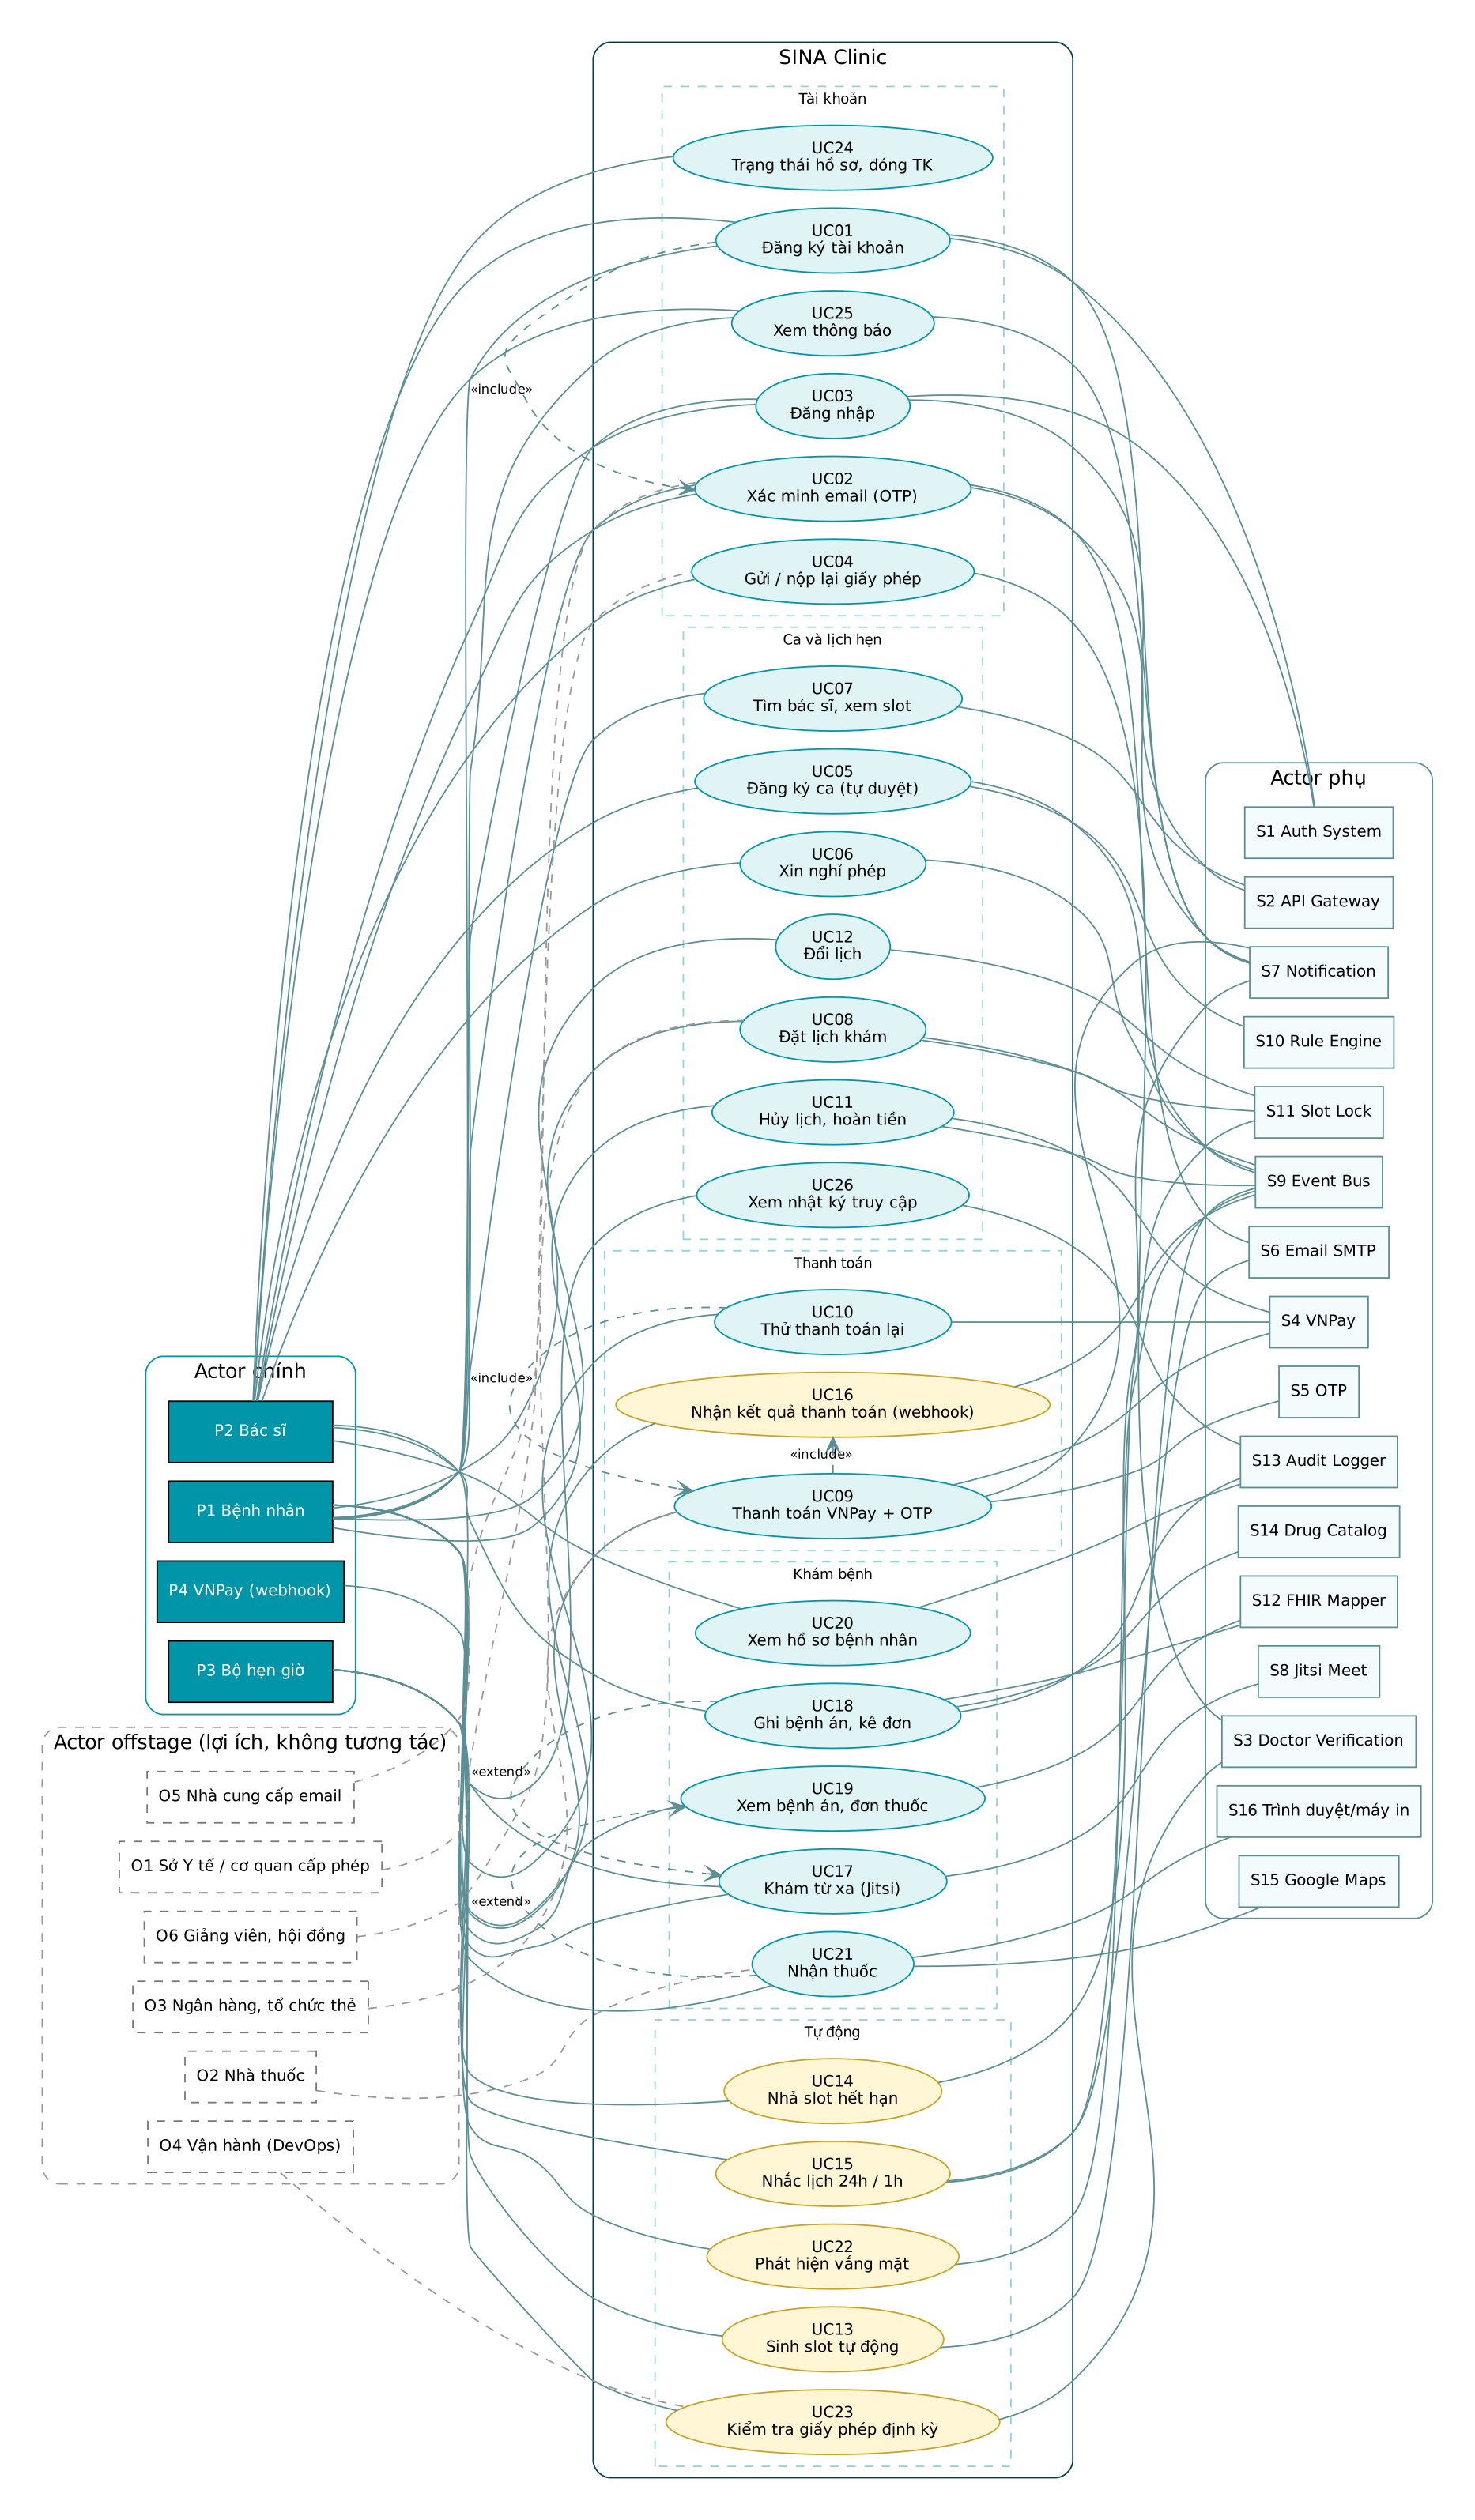 SINA Clinic
Tài khoản
UC24
Trạng thái hồ sơ, đóng TK
UC01
Đăng ký tài khoản
UC25
Xem thông báo
«include»
UC03
Đăng nhập
UC02
Xác minh email (OTP)
UC04
Gửi / nộp lại giấy phép
Ca và lịch hẹn
UC07
Tìm bác sĩ, xem slot
UC05
Đăng ký ca (tự duyệt)
UC06
Xin nghỉ phép
UC12
Đổi lịch
UC08
Đặt lịch khám
UC11
Hủy lịch, hoàn tiền
UC26
Xem nhật ký truy cập
Thanh toán
UC10
Thử thanh toán lại
«include»
UC16
Nhận kết quả thanh toán (webhook)
«include»
UC09
Thanh toán VNPay + OTP
Khám bệnh
UC20
Xem hồ sơ bệnh nhân
UC18
Ghi bệnh án, kê đơn
«extend»
UC19
Xem bệnh án, đơn thuốc
UC17
Khám từ xa (Jitsi)
«extend»
UC21
Nhận thuốc
Tự động
UC14
Nhả slot hết hạn
UC15
Nhắc lịch 24h / 1h
UC22
Phát hiện vắng mặt
UC13
Sinh slot tự động
UC23
Kiểm tra giấy phép định kỳ
Actor chính
P2 Bác sĩ
P1 Bệnh nhân
P4 VNPay (webhook)
P3 Bộ hẹn giờ
Actor offstage (lợi ích, không tương tác)
O5 Nhà cung cấp email
O1 Sở Y tế / cơ quan cấp phép
O6 Giảng viên, hội đồng
O3 Ngân hàng, tổ chức thẻ
O2 Nhà thuốc
O4 Vận hành (DevOps)
Actor phụ
S1 Auth System
S2 API Gateway
S7 Notification
S10 Rule Engine
S11 Slot Lock
S9 Event Bus
S6 Email SMTP
S4 VNPay
S5 OTP
S13 Audit Logger
S14 Drug Catalog
S12 FHIR Mapper
S8 Jitsi Meet
S3 Doctor Verification
S16 Trình duyệt/máy in
S15 Google Maps